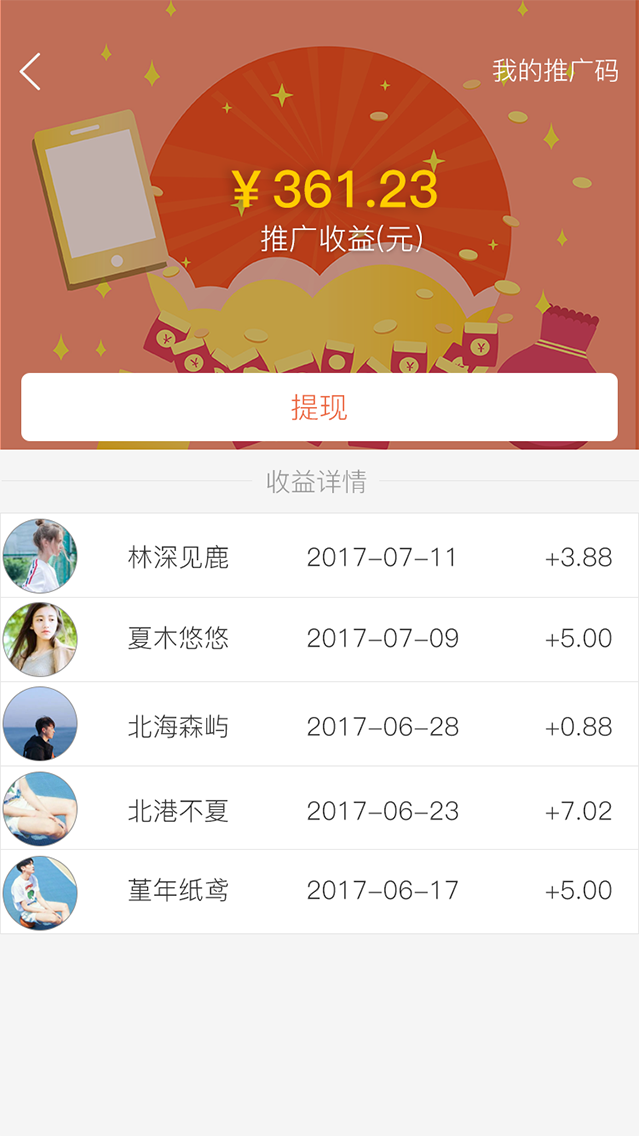 我的推广码
￥361.23
推广收益(元)
提现
收益详情
林深见鹿 2017-07-11 +3.88
夏木悠悠 2017-07-09 +5.00
北海森屿 2017-06-28 +0.88
北港不夏 2017-06-23 +7.02
堇年纸鸢 2017-06-17 +5.00